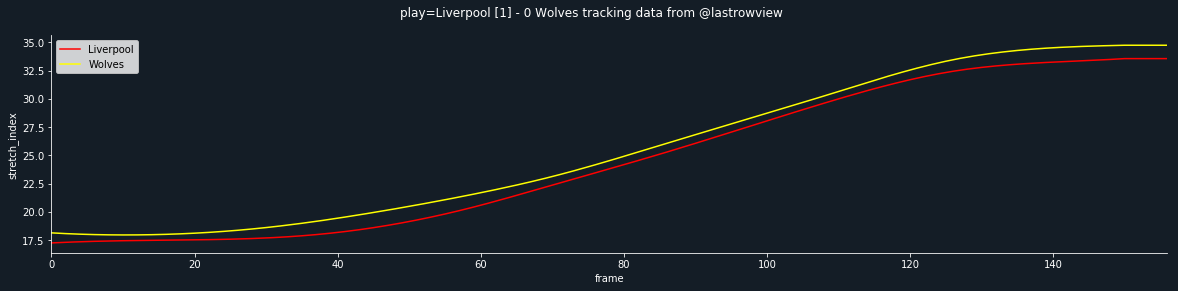 play=Liverpool [1] - 0 Wolves tracking data from @lastrowview
Liverpool
Wolves
stretch_index
35.0
32.5
30.0
27.5
25.0
22.5
20.0
17.5
0 20 40 60 80 100 120 140
frame